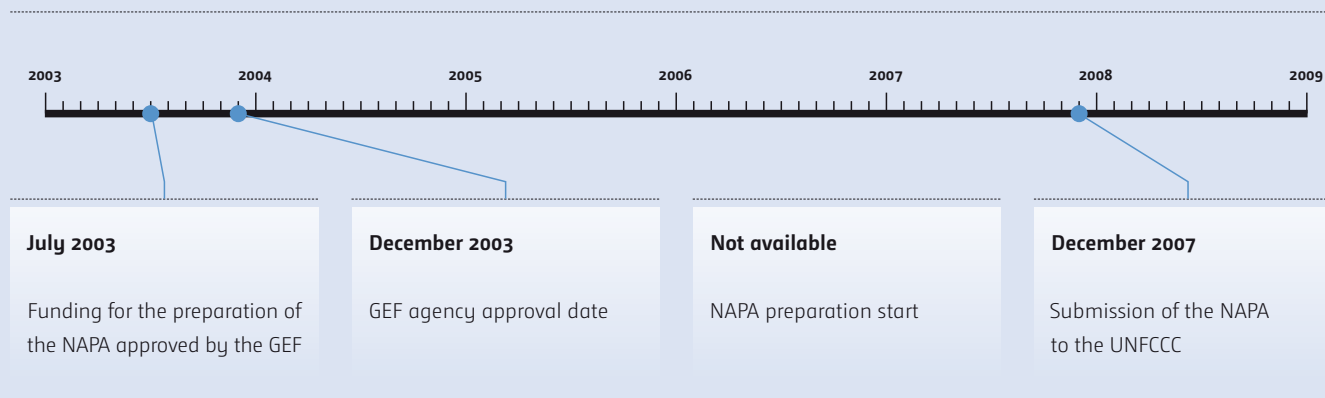 2003 2004 2005 2006 2007 2008 2009
July 2003
Funding for the preparation of
the NAPA approved by the GEF
December 2003
GEF agency approval date
Not available
NAPA preparation start
December 2007
Submission of the NAPA
to the UNFCCC